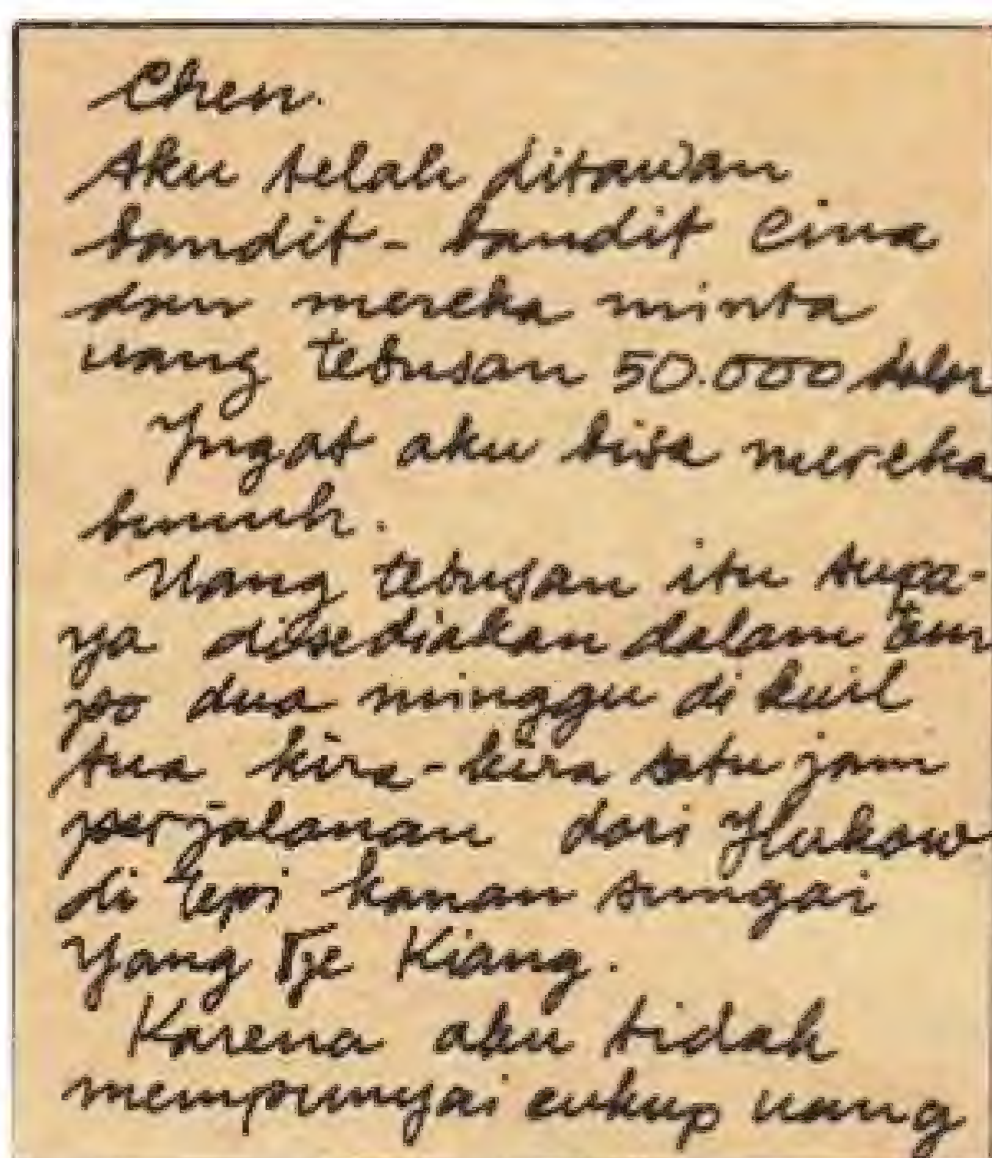 Chen.
Aku telah ditawan
bandit-bandit Cina
dan mereka minta
uang tebusan 50.000 dolar
Ingat aku bisa mereka
bunuh.
Uang tebusan itu supa-
ya disediakan dalam tem
po dua minggu di kuil
tua kira-kira satu jam
perjalanan dari Hukow
di tepi kanan sungai
Yang Tje Kiang.
Karena aku tidak
mempunyai cukup uang